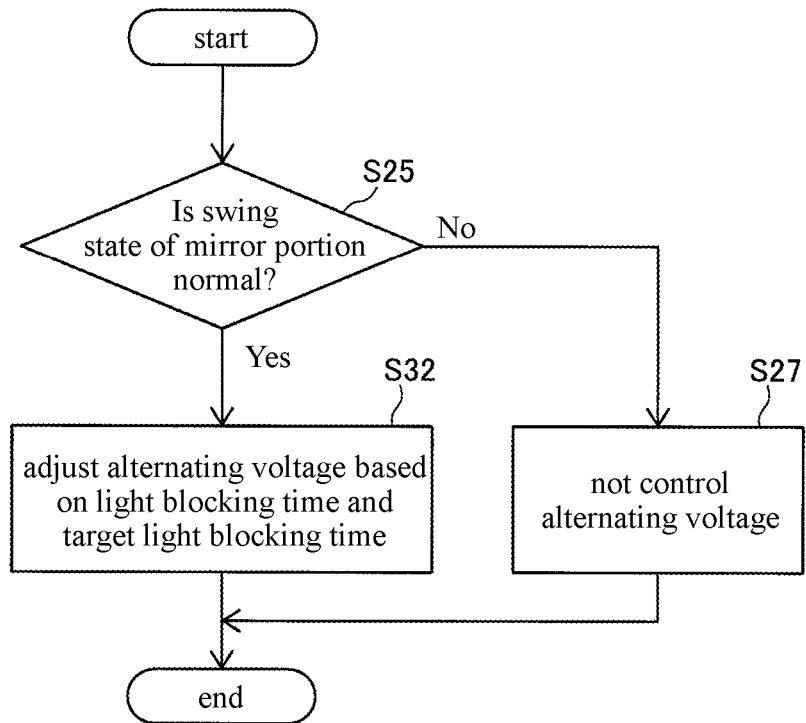 start
S25
Is swing
state of mirror portion
normal?
No
Yes
S32
adjust alternating voltage based
on light blocking time and
target light blocking time
S27
not control
alternating voltage
end